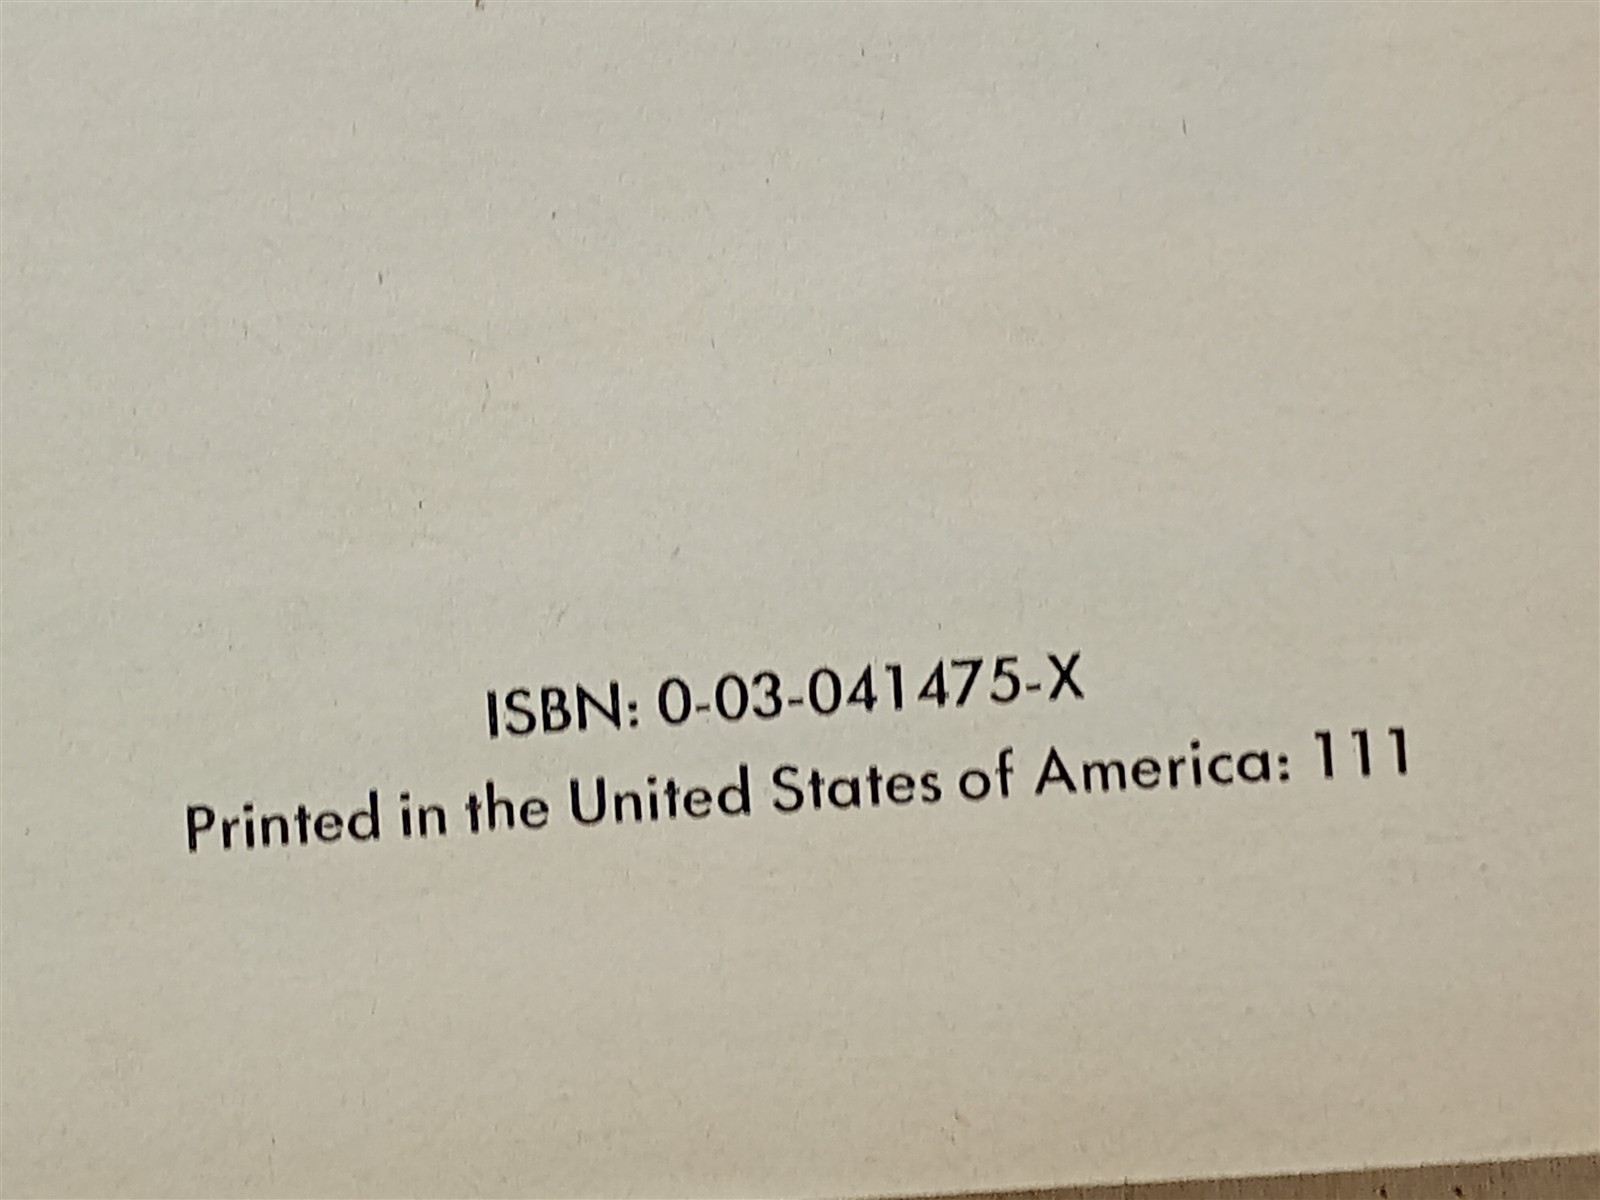 ISBN: 0-03-041475-X
Printed in the United States of America: 111